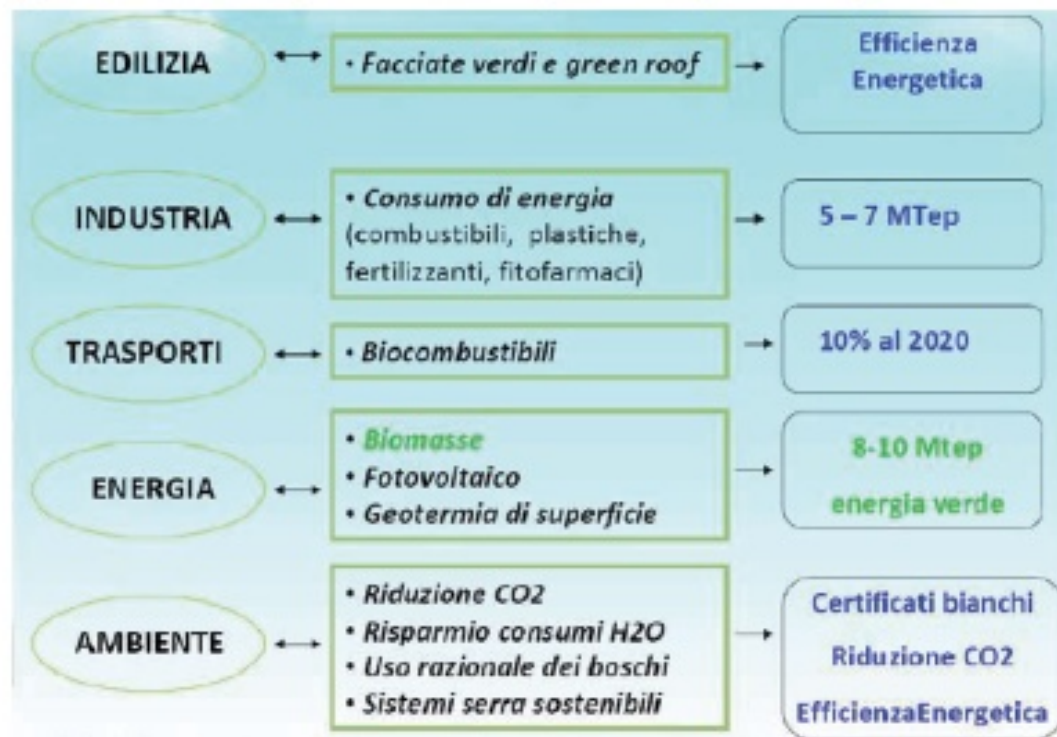 EDILIZIA
• Facciate verdi e green roof
Efficienza
Energetica
INDUSTRIA
• Consumo di energia
(combustibili, plastiche,
fertilizzanti, fitofarmaci)
5 – 7 MTep
TRASPORTI
• Biocombustibili
10% al 2020
ENERGIA
• Biomasse
• Fotovoltaico
• Geotermia di superficie
8-10 Mtep
energia verde
AMBIENTE
• Riduzione CO2
• Risparmio consumi H2O
• Uso razionale dei boschi
• Sistemi serra sostenibili
Certificati bianchi
Riduzione CO2
EfficienzaEnergetica